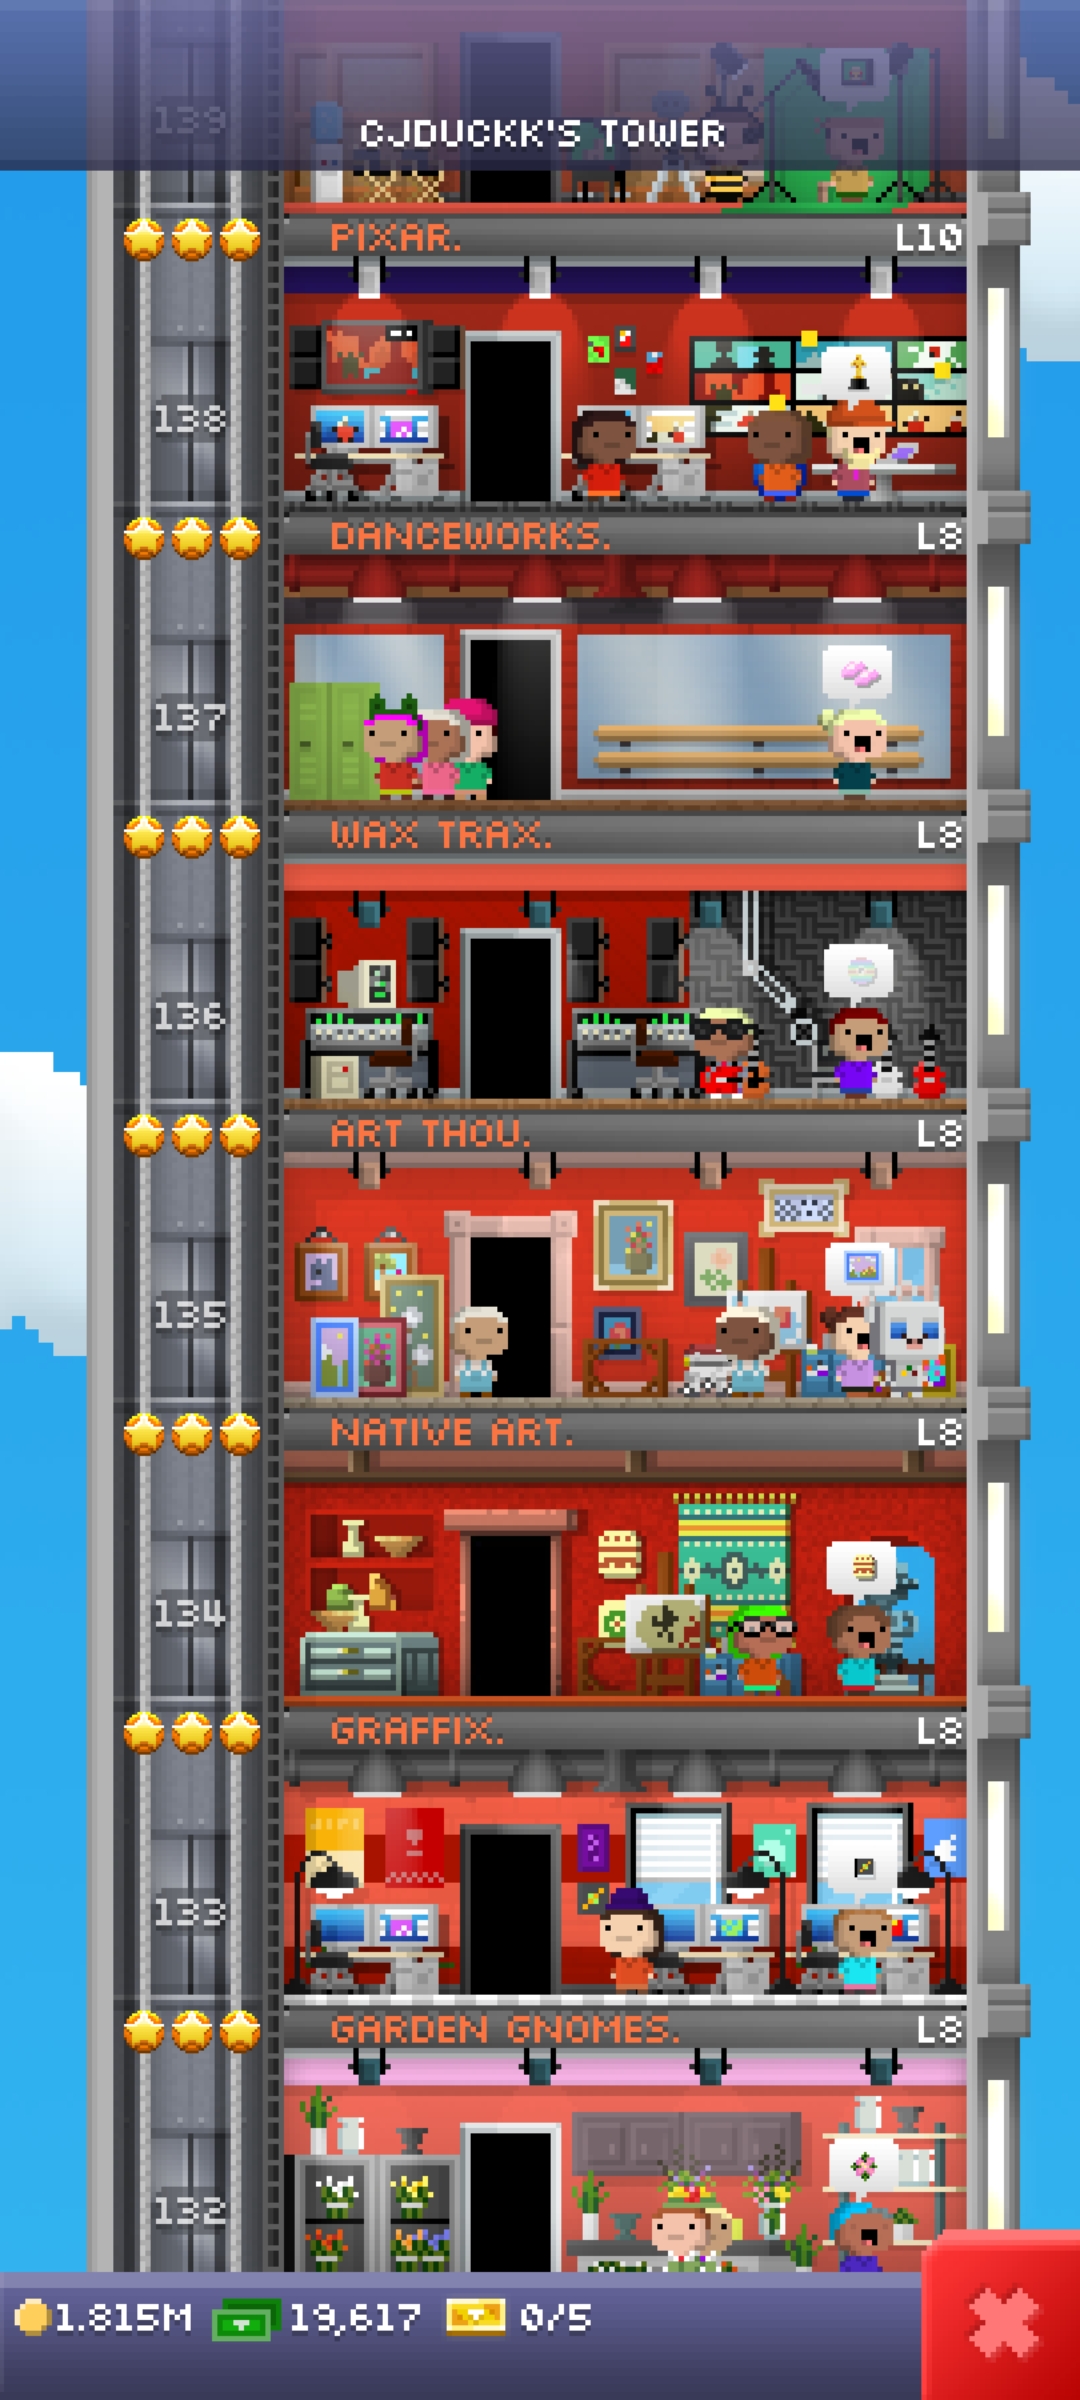 139
CJDUCKK'S TOWER
PIXAR. L10
138
DANCEWORKS. L8
137
WAX TRAX. L8
136
ART THOU. L8
135
NATIVE ART. L8
134
GRAFFIX. L8
133
GARDEN GNOMES. L8
132
1.815M 19,617 0/5